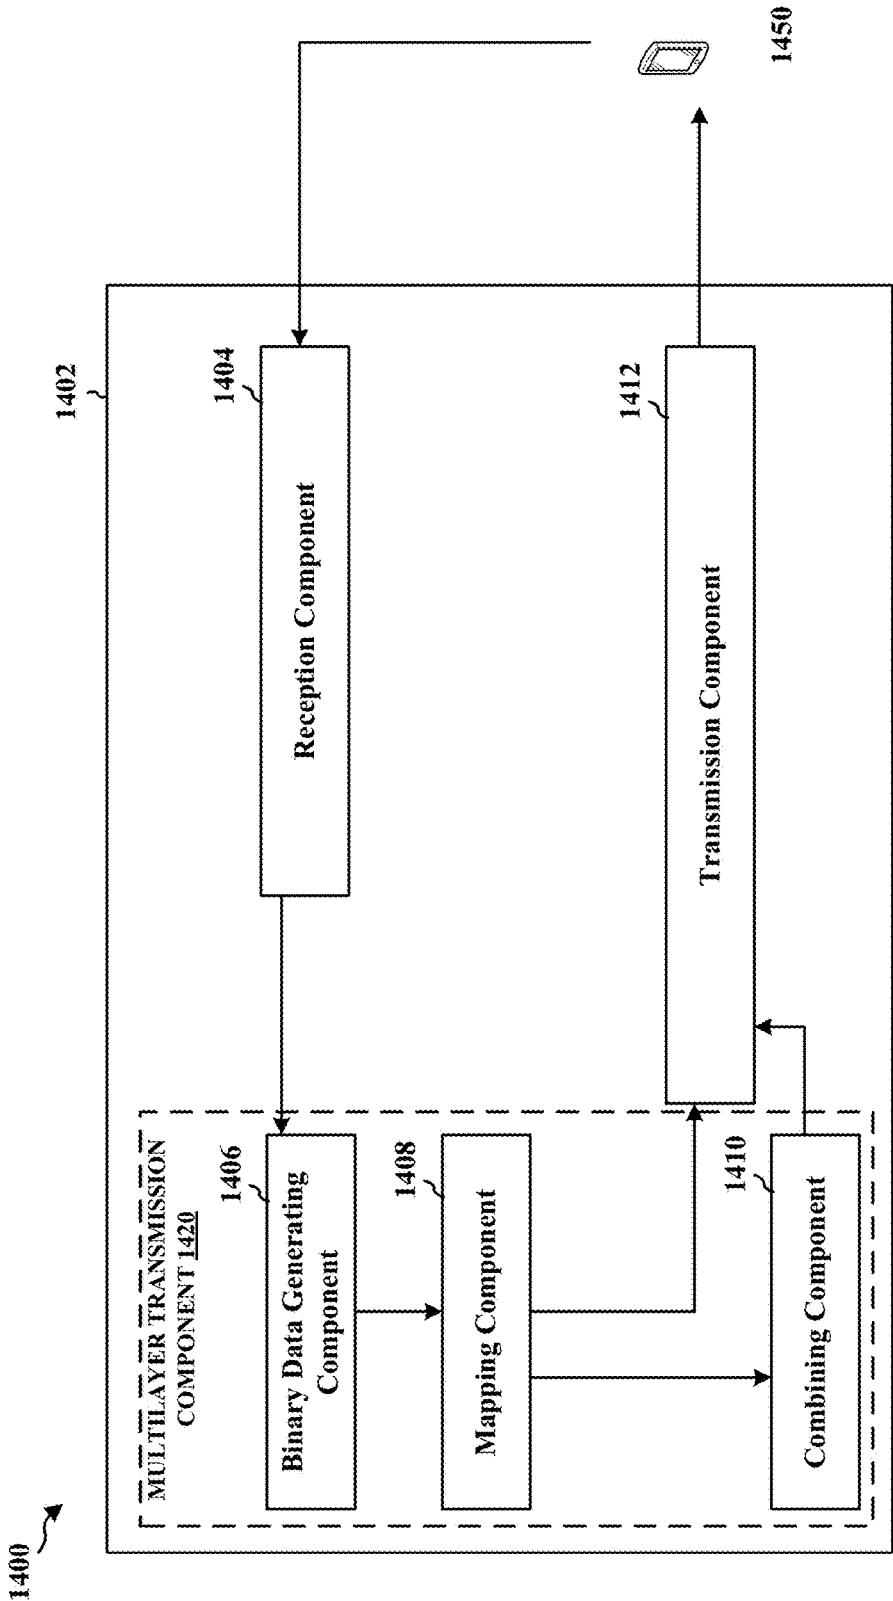 1400
1402
MULTILAYER TRANSMISSION
COMPONENT 1420
1406
Binary Data Generating
Component
1408
Mapping Component
1410
Combining Component
1404
Reception Component
1412
Transmission Component
1450